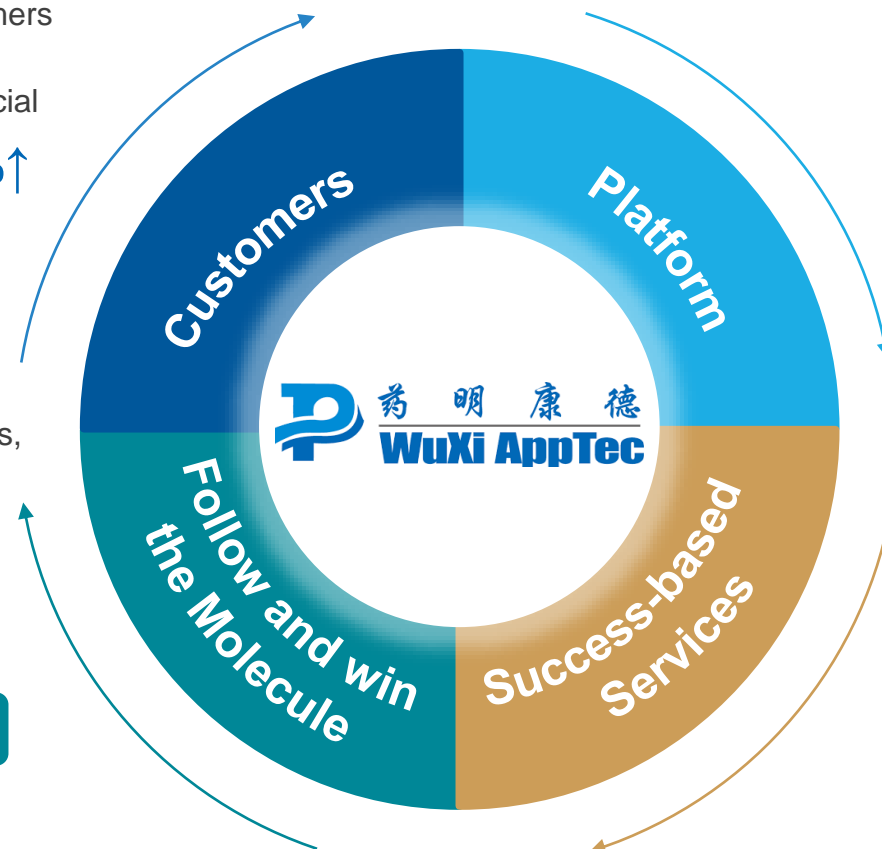 Customers
Platform
药明康德
WuXi AppTec
Follow and win
the Molecule
Success-based
Services